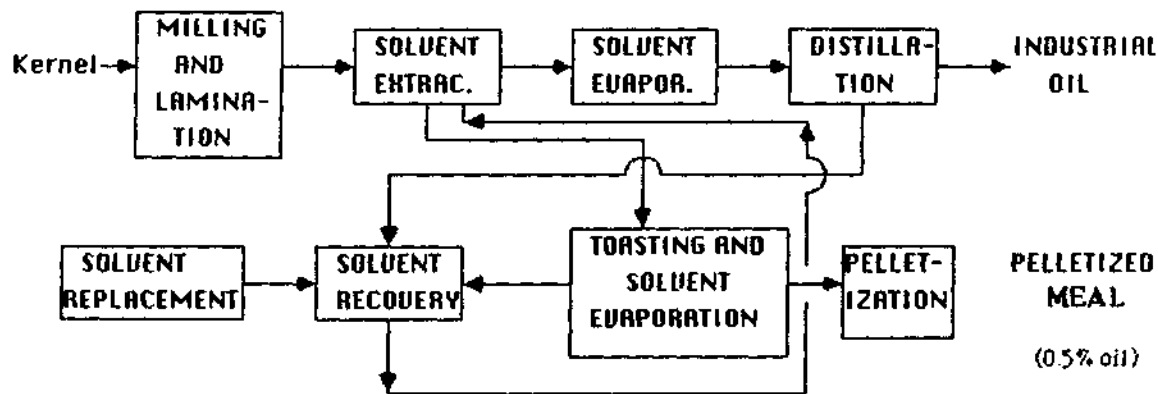 MILLING
AND
LAMINA-
TION
Kernel
SOLVENT
EXTRAC.
SOLVENT
EVAPOR.
DISTILLA-
TION
INDUSTRIAL
OIL
SOLVENT
REPLACEMENT
SOLVENT
RECOVERY
TOASTING AND
SOLVENT
EVAPORATION
PELLET-
IZATION
PELLETIZED
MEAL
(0.5% oil)